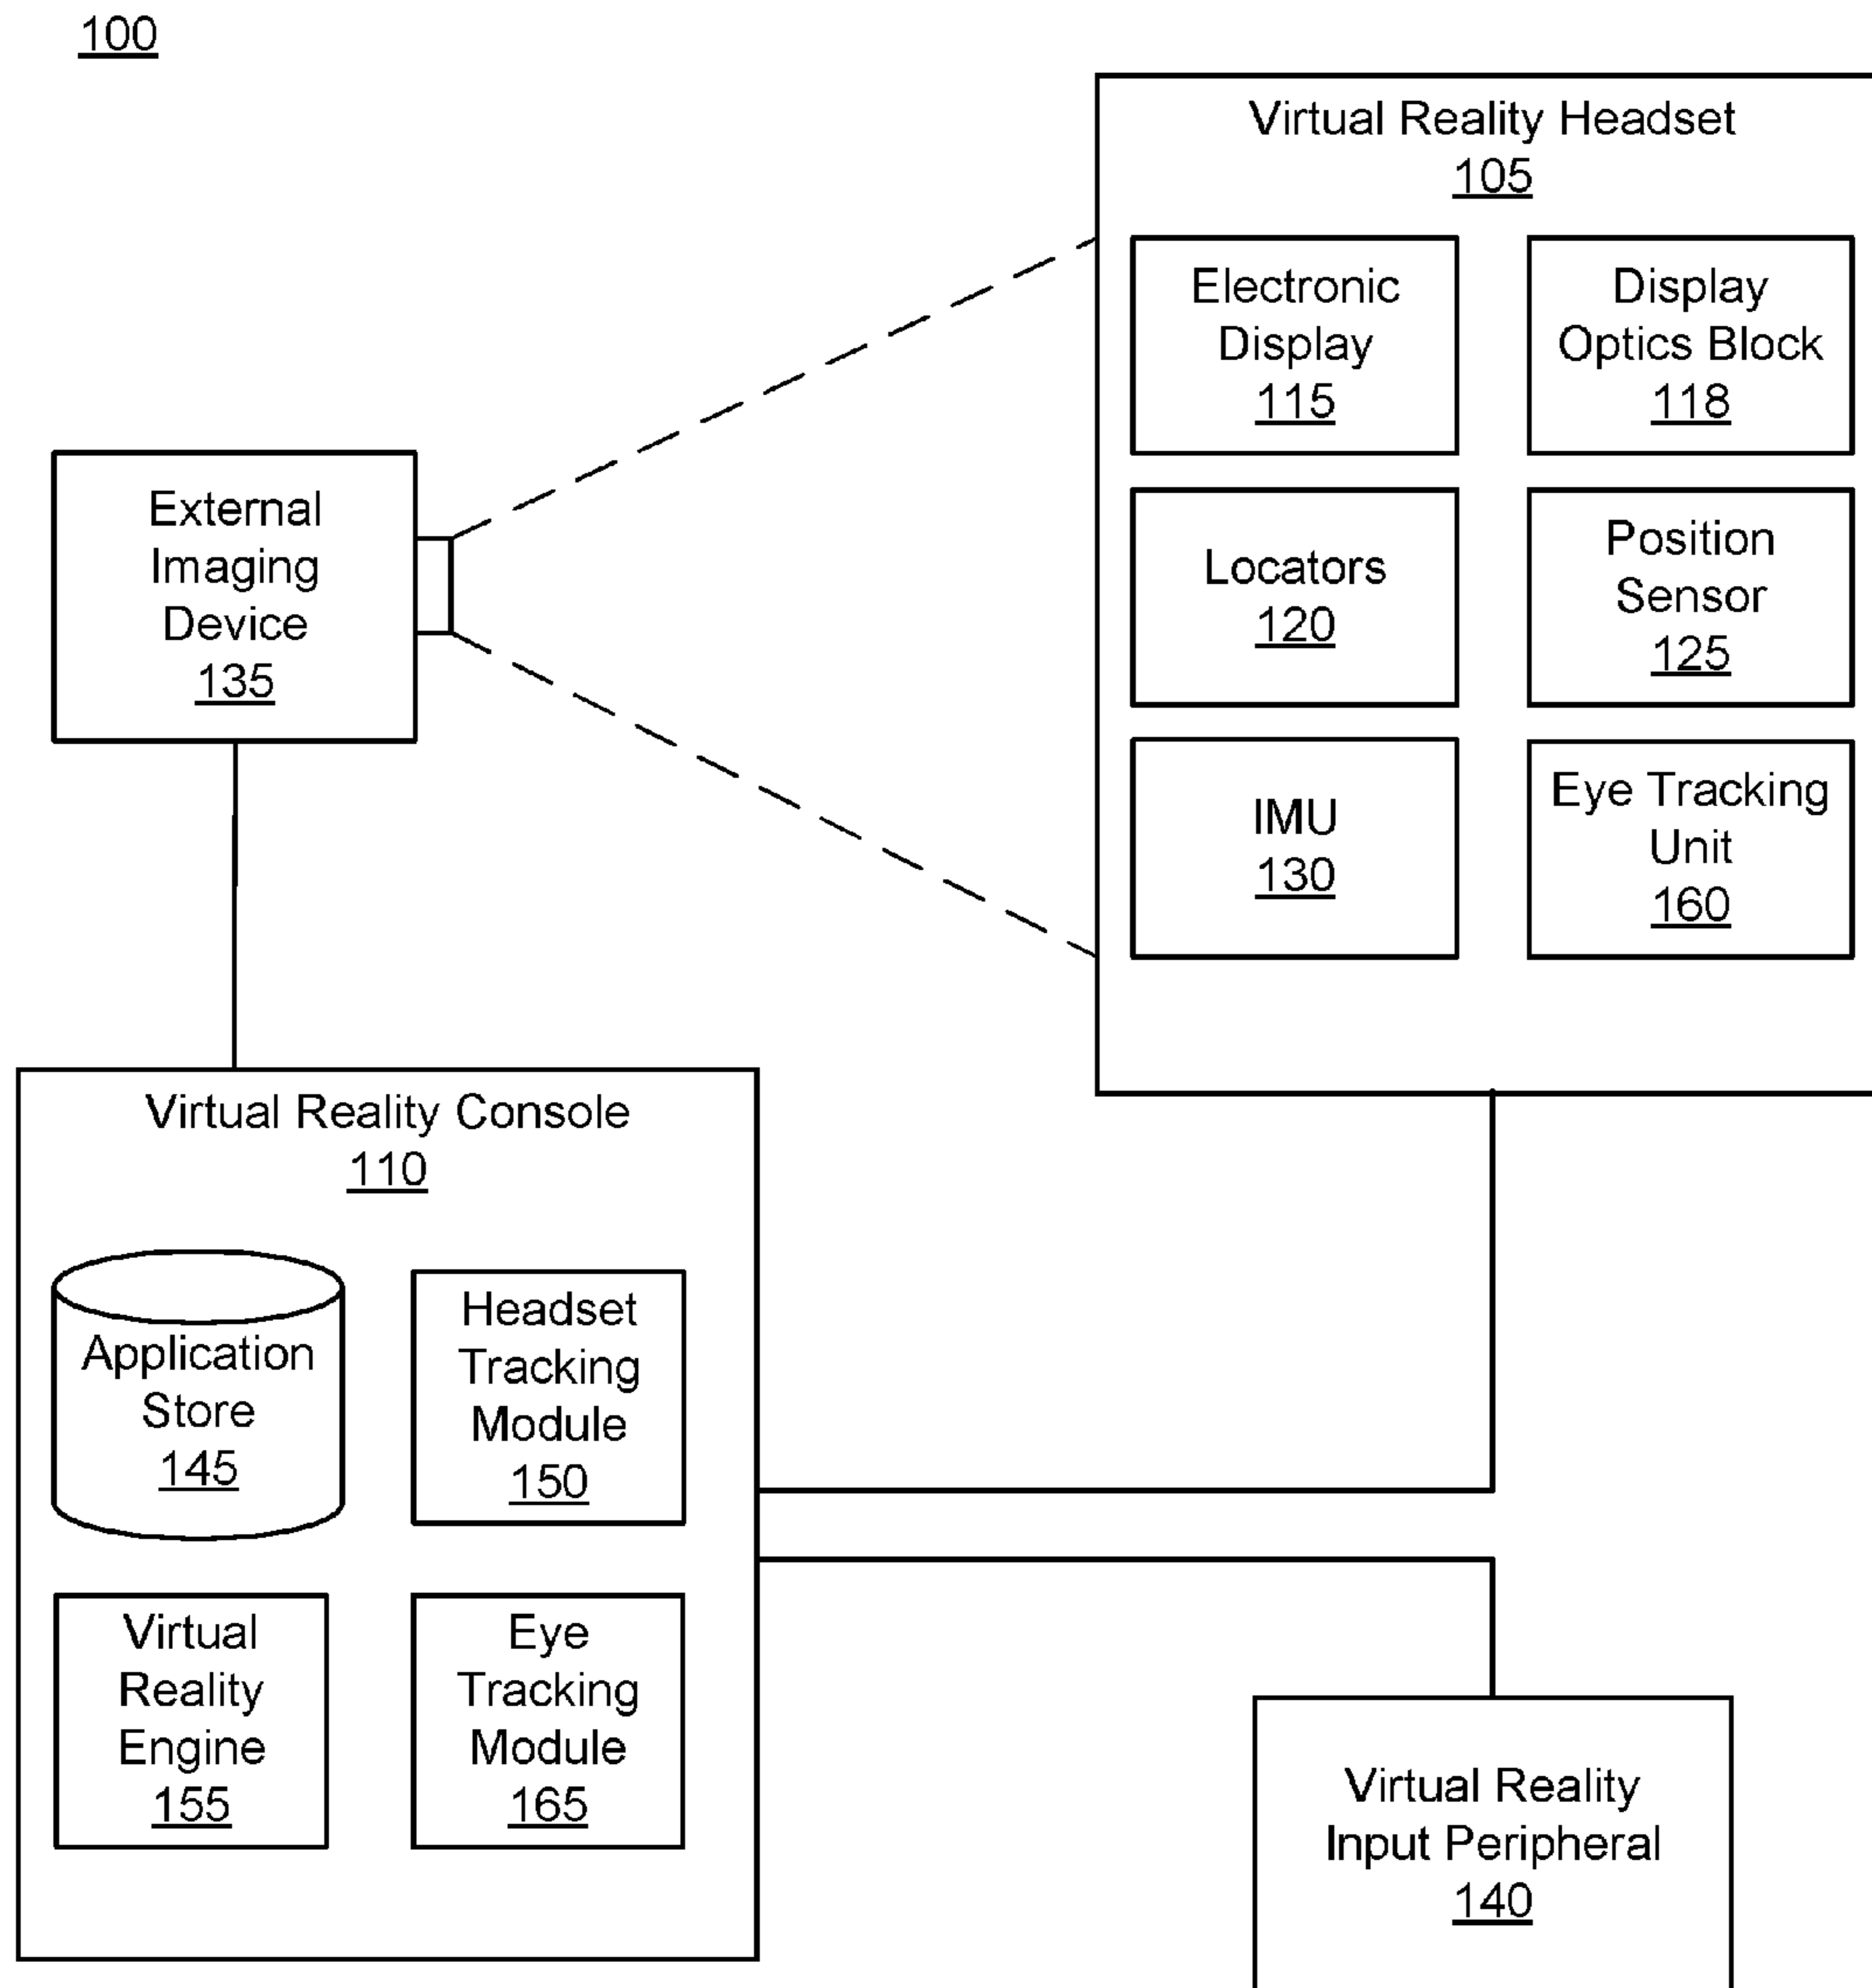 100
Virtual Reality Headset
105
Electronic
Display
115
Display
Optics Block
118
Locators
120
Position
Sensor
125
IMU
130
Eye Tracking
Unit
160
External
Imaging
Device
135
Virtual Reality Console
110
Application
Store
145
Headset
Tracking
Module
150
Virtual
Reality
Engine
155
Eye
Tracking
Module
165
Virtual Reality
Input Peripheral
140